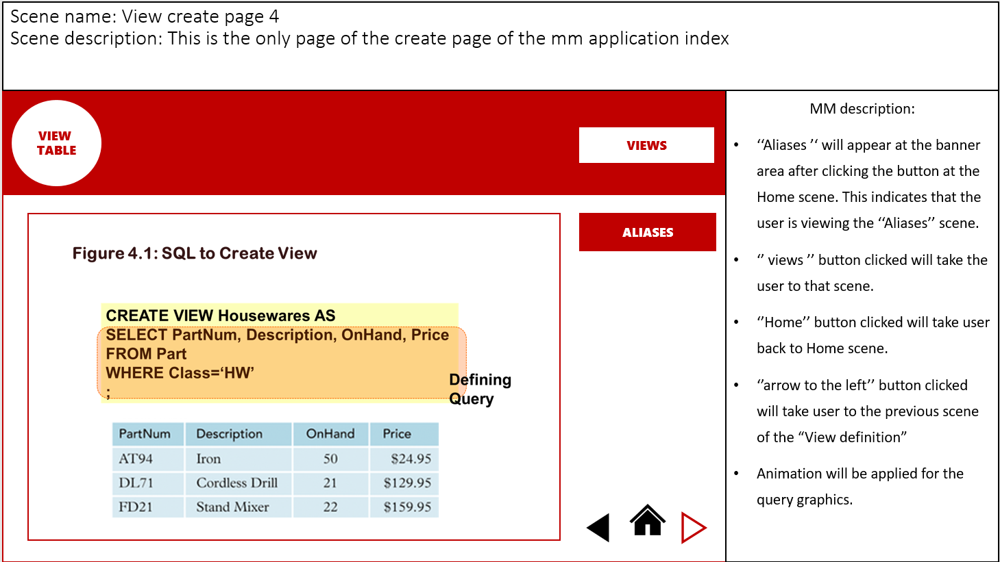 Scene name: View create page 4
Scene description: This is the only page of the create page of the mm application index
VIEW
TABLE
VIEWS
ALIASES
Figure 4.1: SQL to Create View
CREATE VIEW Housewares AS
SELECT PartNum, Description, OnHand, Price
FROM Part
WHERE Class=‘HW’
;
Defining
Query
PartNum Description OnHand Price
AT94 Iron 50 $24.95
DL71 Cordless Drill 21 $129.95
FD21 Stand Mixer 22 $159.95
MM description:
• ‘‘Aliases ’‘ will appear at the banner
area after clicking the button at the
Home scene. This indicates that the
user is viewing the ‘‘Aliases’’ scene.
• ‘’ views ’’ button clicked will take the
user to that scene.
• ‘’Home’’ button clicked will take user
back to Home scene.
• ‘’arrow to the left’’ button clicked
will take user to the previous scene
of the “View definition”
• Animation will be applied for the
query graphics.